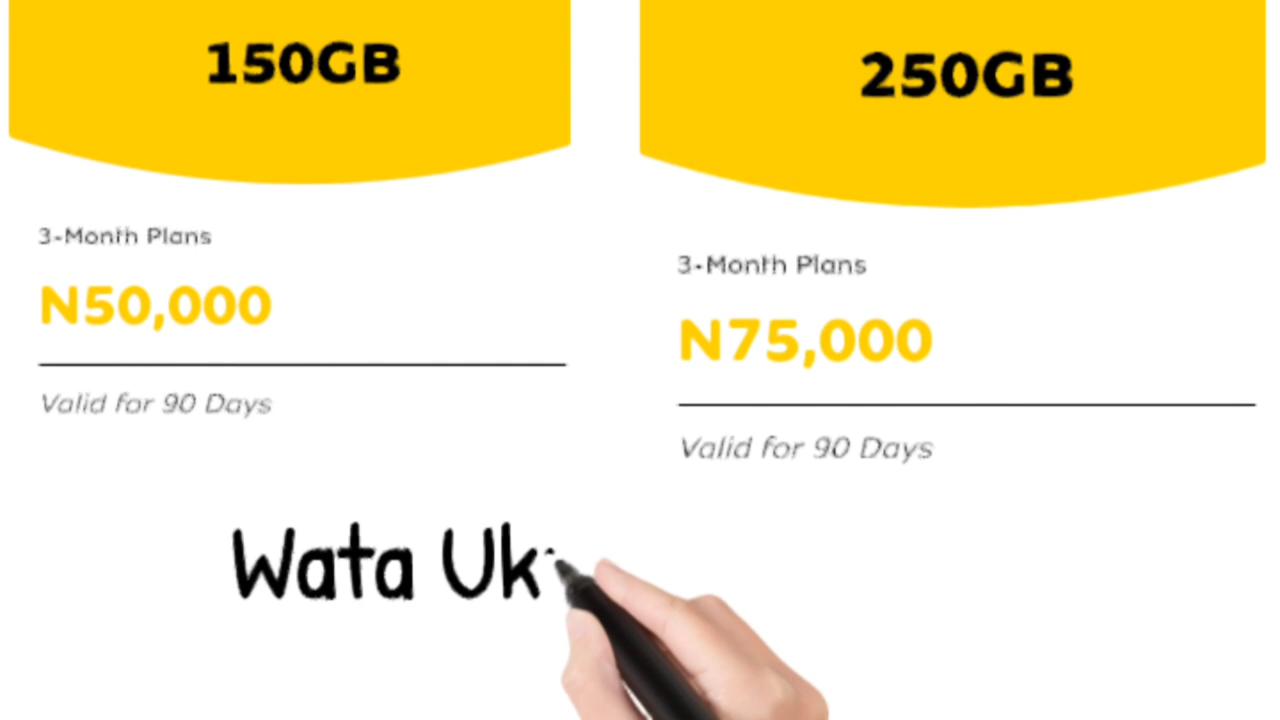 150GB
3-Month Plans
N50,000
Valid for 90 Days
250GB
3-Month Plans
N75,000
Valid for 90 Days
Wata